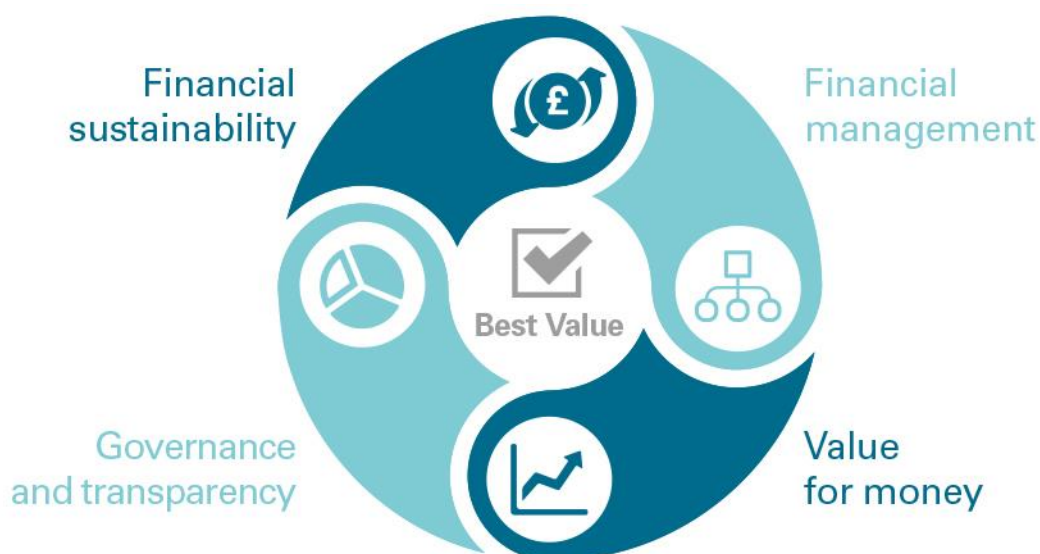 Financial
sustainability
Financial
management
£
Best Value
Governance
and transparency
Value
for money